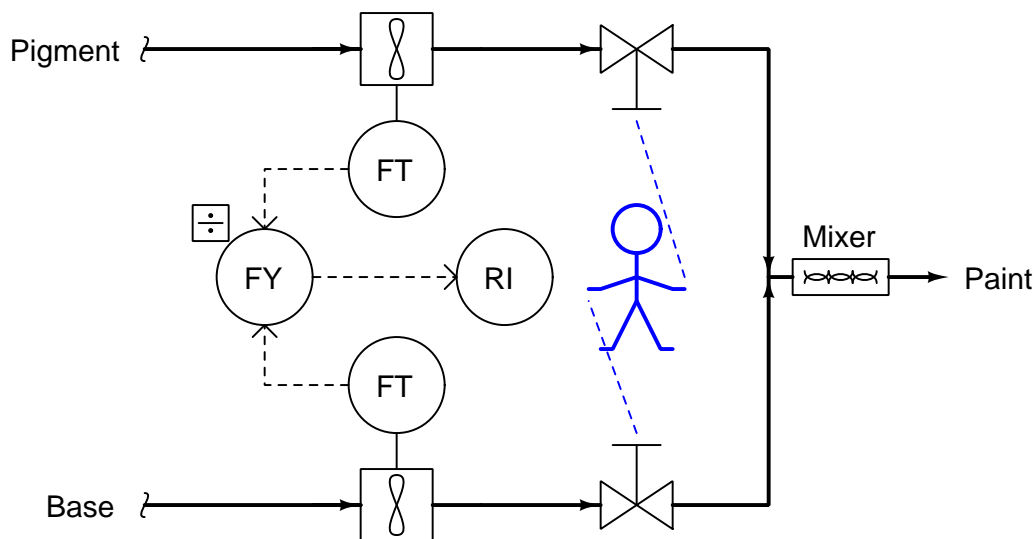 Pigment
FT
÷
FY
RI
Mixer
Paint
FT
Base